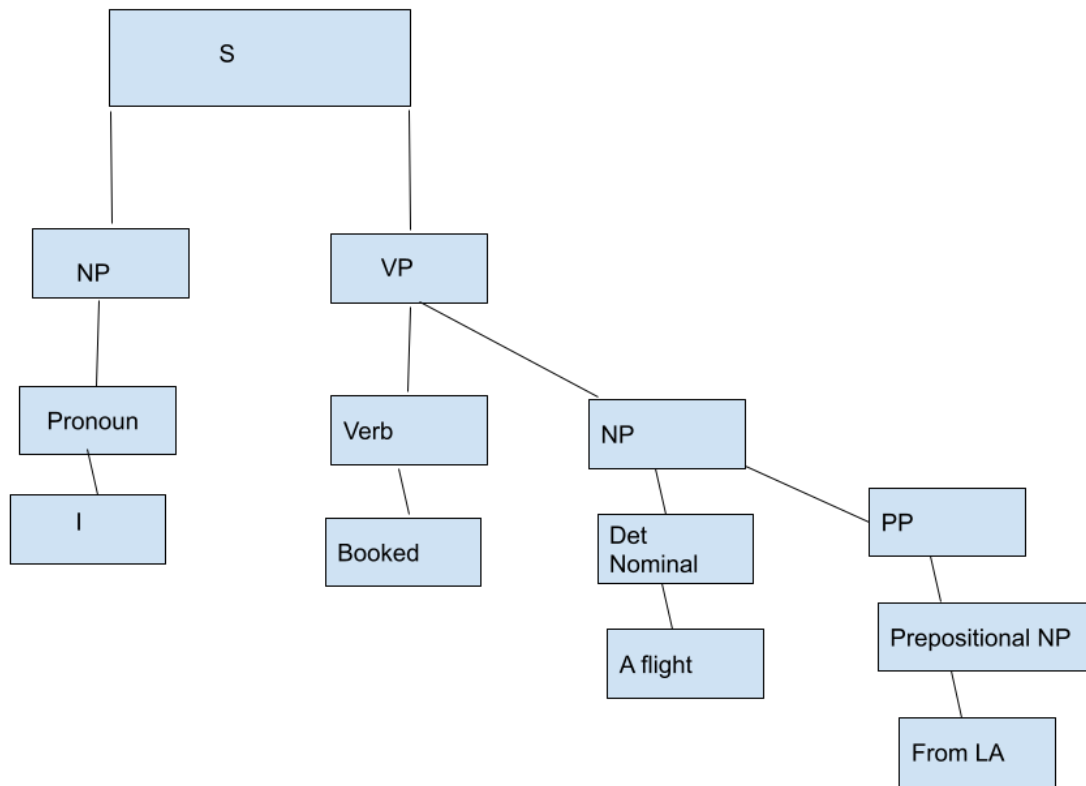 S
NP
VP
Pronoun
Verb
NP
I
Booked
Det
Nominal
PP
A flight
Prepositional NP
From LA